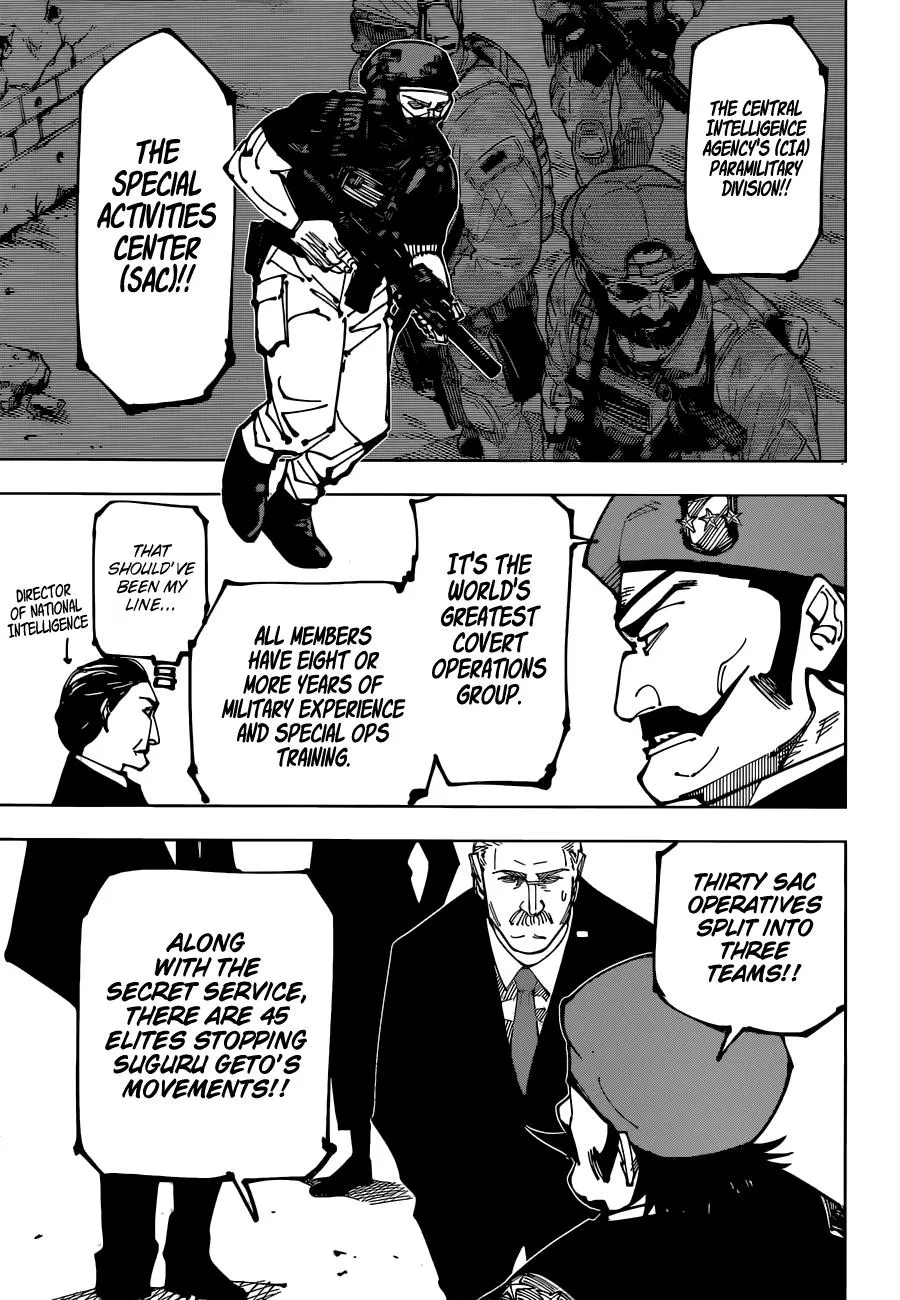 THE CENTRAL
INTELLIGENCE
AGENCY'S (CIA)
PARAMILITARY
DIVISION!!
THE
SPECIAL
ACTIVITIES
CENTER
(SAC)!!
IT'S THE
WORLD'S
GREATEST
COVERT
OPERATIONS
GROUP.
ALL MEMBERS
HAVE EIGHT OR
MORE YEARS OF
MILITARY EXPERIENCE
AND SPECIAL OPS
TRAINING.
THAT
SHOULD'VE
BEEN MY
LINE...
DIRECTOR
OF NATIONAL
INTELLIGENCE
THIRTY SAC
OPERATIVES
SPLIT INTO
THREE
TEAMS!!
ALONG
WITH THE
SECRET SERVICE,
THERE ARE 45
ELITES STOPPING
SUGURU GETO'S
MOVEMENTS!!